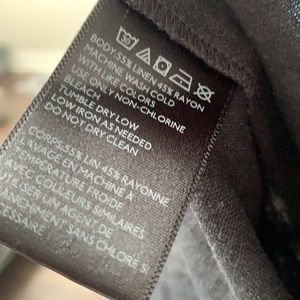 BODY:55% LINEN 45% RAYON
MACHINE WASH COLD
WITH LIKE COLORS
USE ONLY NON-CHLORINE
BLEACH
TUMBLE DRY LOW
LOW IRON AS NEEDED
DO NOT DRY CLEAN
CORPS:55% LIN 45% RAYONNE
LAVAGE EN MACHINE À
TEMPÉRATURE FROIDE
AVEC COULEURS SIMILAIRES
UTILISER UN AGENT DE
BLANCHIMENT SANS CHLORE SI
NÉCESSAIRE